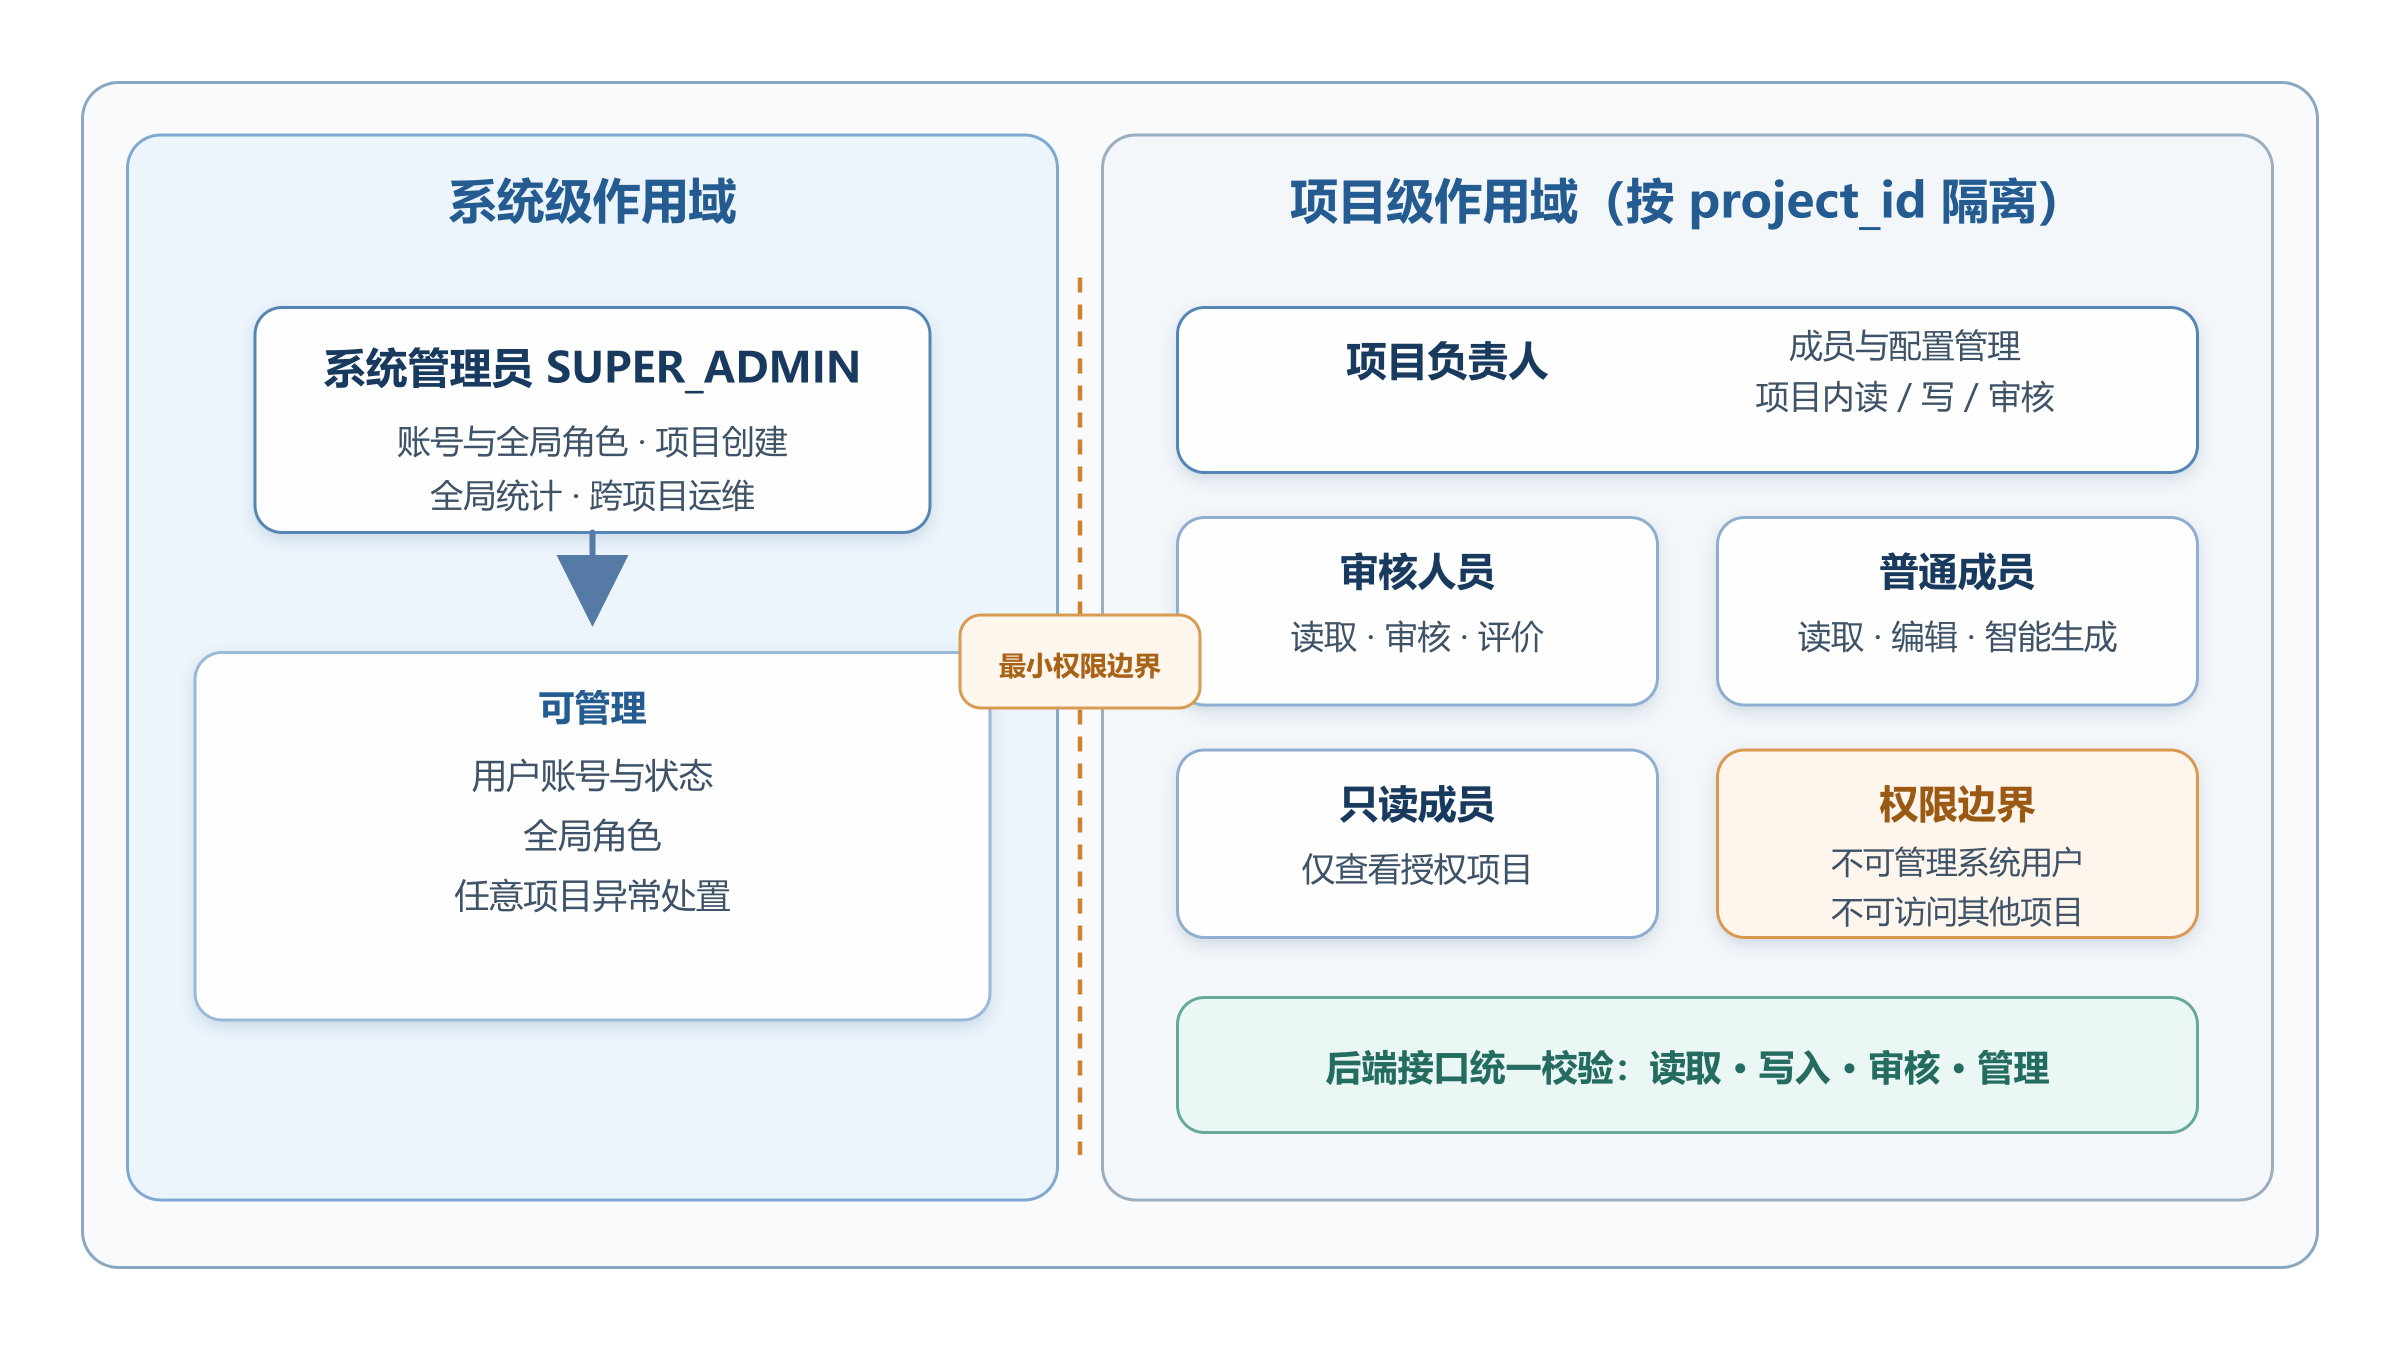 系统级作用域
系统管理员 SUPER_ADMIN
账号与全局角色 · 项目创建
全局统计 · 跨项目运维
可管理
用户账号与状态
全局角色
任意项目异常处置
最小权限边界
项目级作用域（按 project_id 隔离）
项目负责人
成员与配置管理
项目内读 / 写 / 审核
审核人员
读取 · 审核 · 评价
普通成员
读取 · 编辑 · 智能生成
只读成员
仅查看授权项目
权限边界
不可管理系统用户
不可访问其他项目
后端接口统一校验：读取 · 写入 · 审核 · 管理